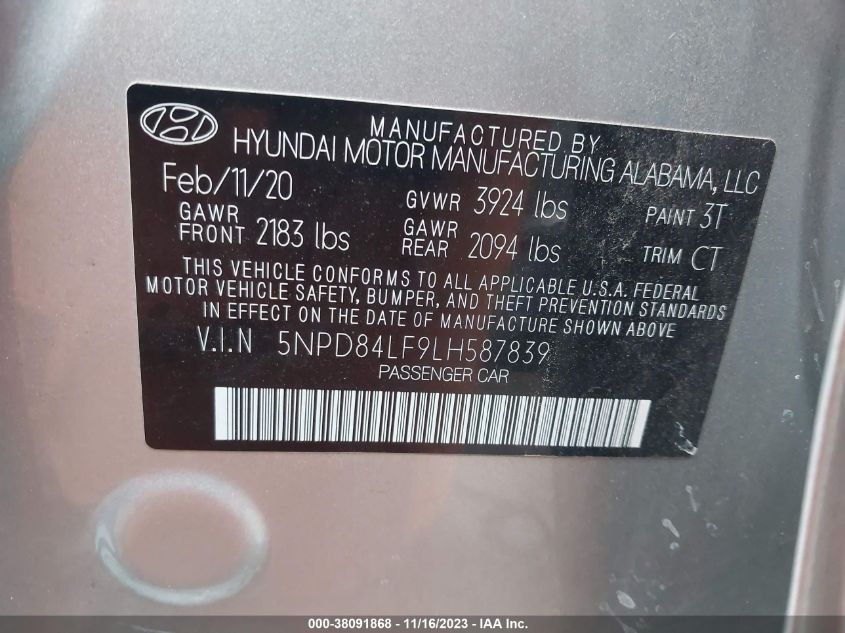 MANUFACTURED BY
HYUNDAI MOTOR MANUFACTURING ALABAMA, LLC
Feb/11/20 GVWR 3924 lbs PAINT 3T
GAWR FRONT 2183 lbs GAWR REAR 2094 lbs TRIM CT
THIS VEHICLE CONFORMS TO ALL APPLICABLE U.S.A. FEDERAL
MOTOR VEHICLE SAFETY, BUMPER, AND THEFT PREVENTION STANDARDS
IN EFFECT ON THE DATE OF MANUFACTURE SHOWN ABOVE
V.I.N 5NPD84LF9LH587839
PASSENGER CAR
000-38091868 - 11/16/2023 - IAA Inc.